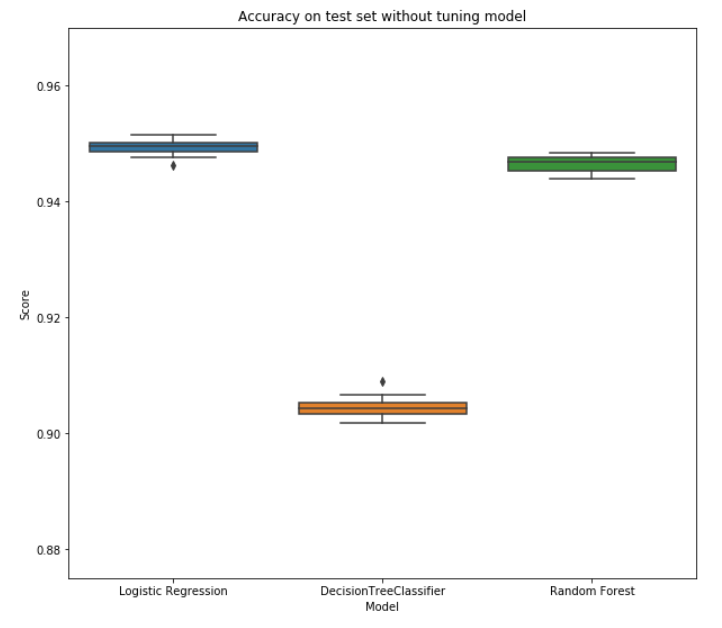 Accuracy on test set without tuning model
0.96
0.94
0.92
0.90
0.88
Score
Logistic Regression
DecisionTreeClassifier
Random Forest
Model